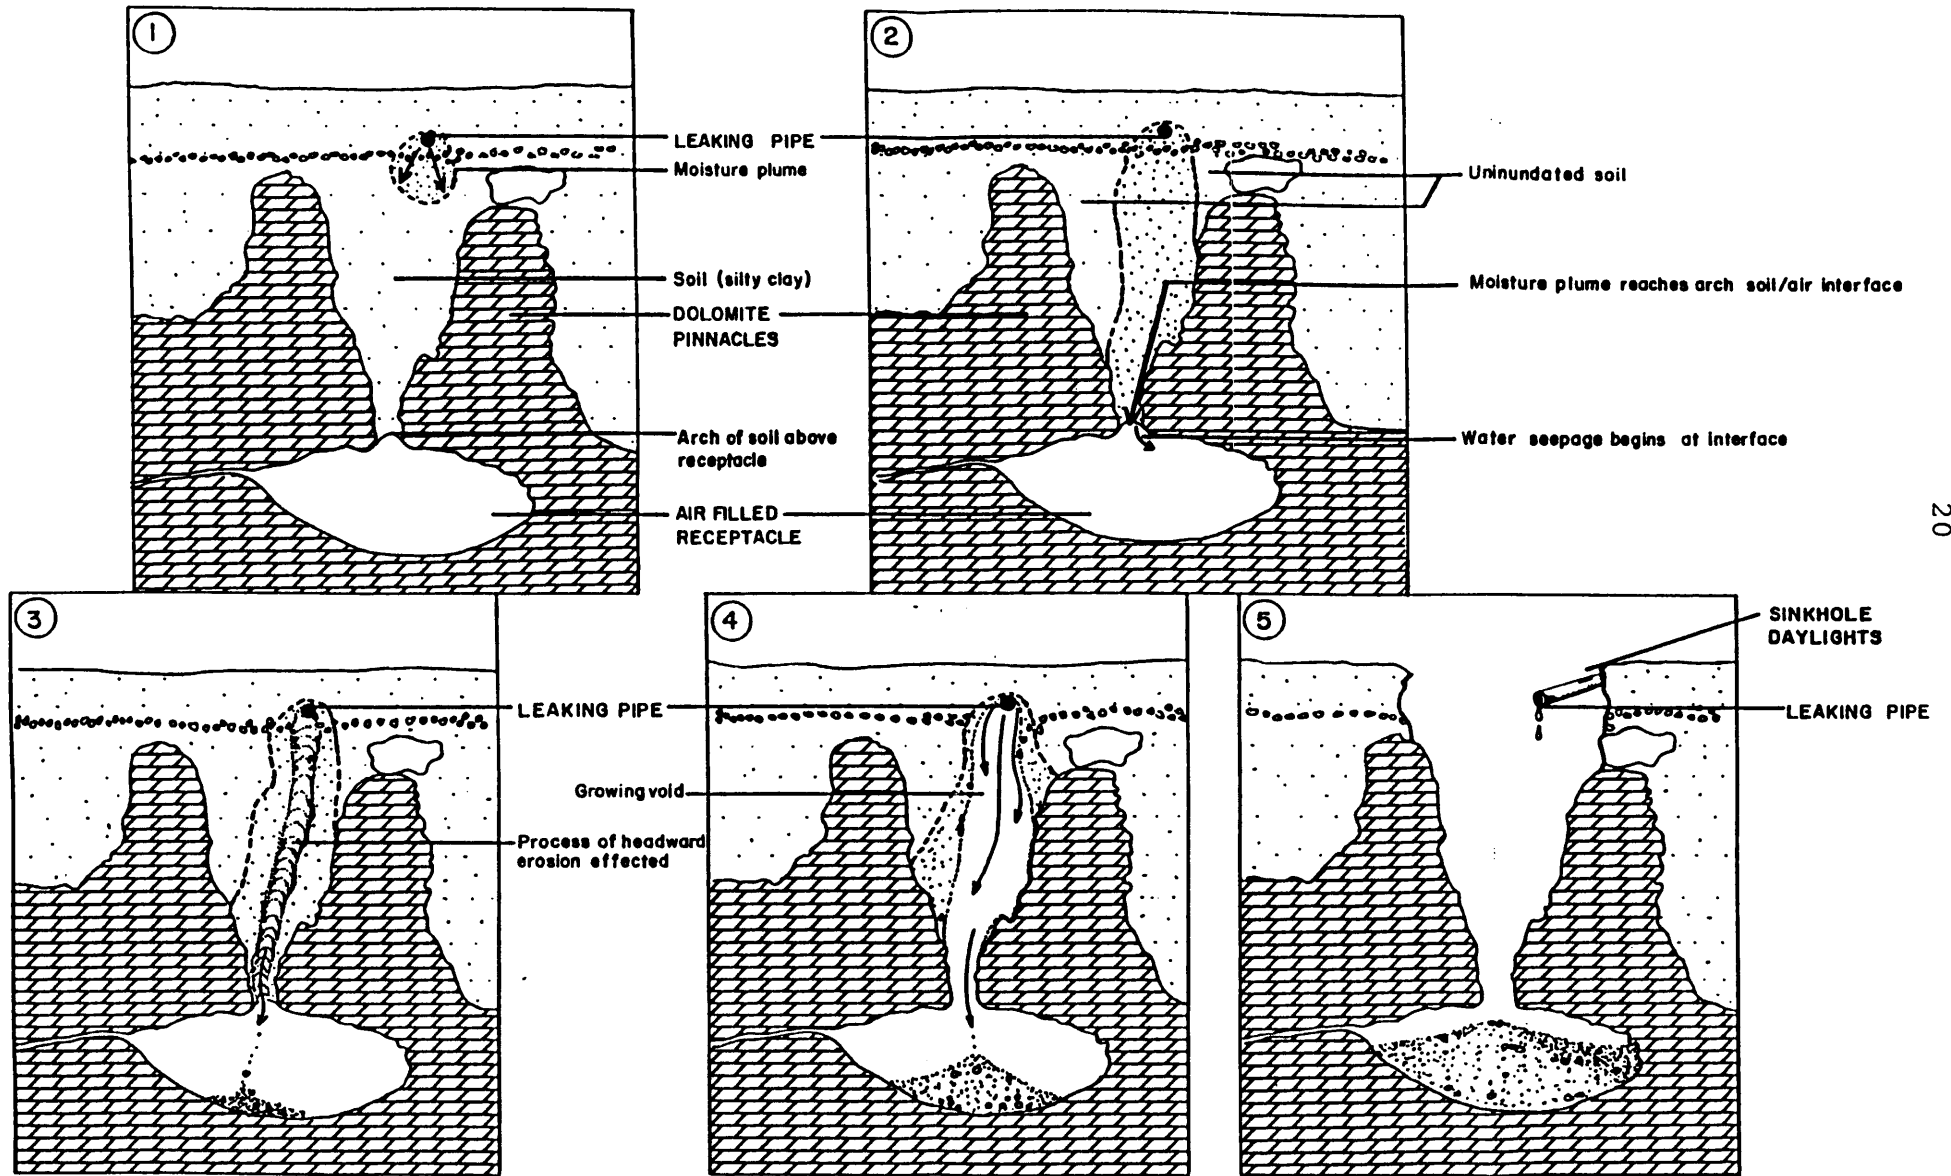 1
2
LEAKING PIPE
Moisture plume
Uninundated soil
Soil (silty clay)
Moisture plume reaches arch soil/air interface
DOLOMITE
PINNACLES
Arch of soil above
receptacle
Water seepage begins at interface
AIR FILLED
RECEPTACLE
20
3
4
5
SINKHOLE
DAYLIGHTS
LEAKING PIPE
LEAKING PIPE
Growing void
Process of headward
erosion effected